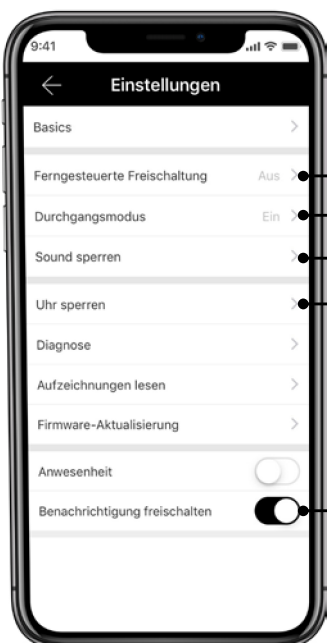 9:41
Einstellungen
Basics
Ferngesteuerte Freischaltung Aus
Durchgangsmodus Ein
Sound sperren
Uhr sperren
Diagnose
Aufzeichnungen lesen
Firmware-Aktualisierung
Anwesenheit
Benachrichtigung freischalten